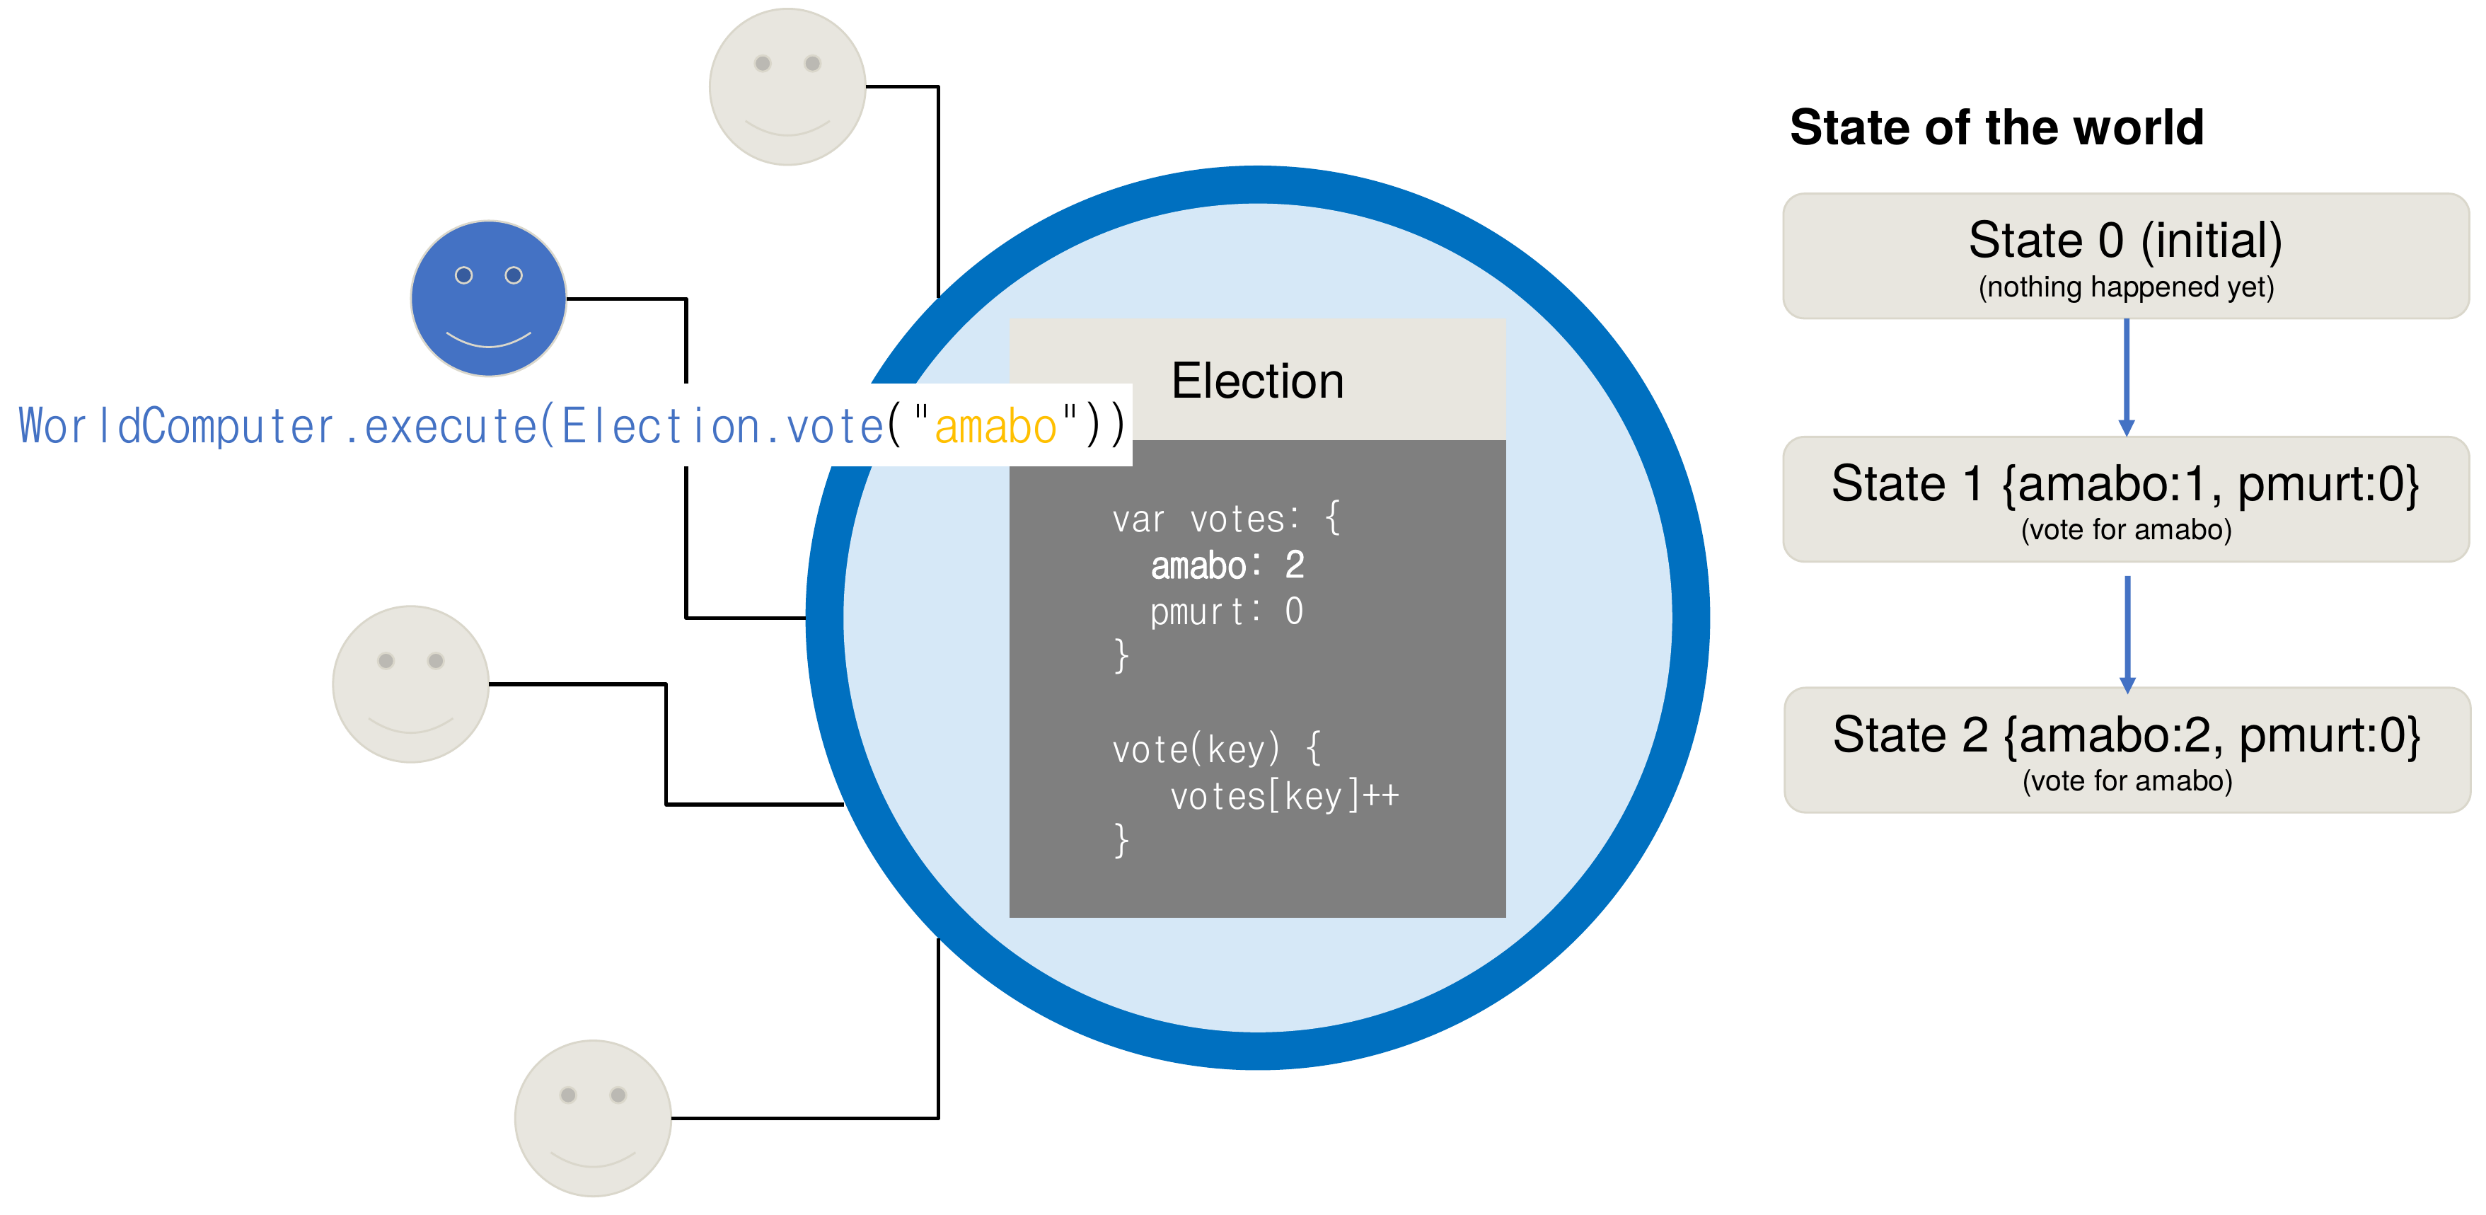 State of the world
State 0 (initial)
(nothing happened yet)
Election
WorldComputer.execute(Election.vote("amabo"))
State 1 {amabo:1, pmurt:0}
(vote for amabo)
var votes: {
amabo: 2
pmurt: 0
}
State 2 {amabo:2, pmurt:0}
(vote for amabo)
vote(key) {
votes[key]++
}